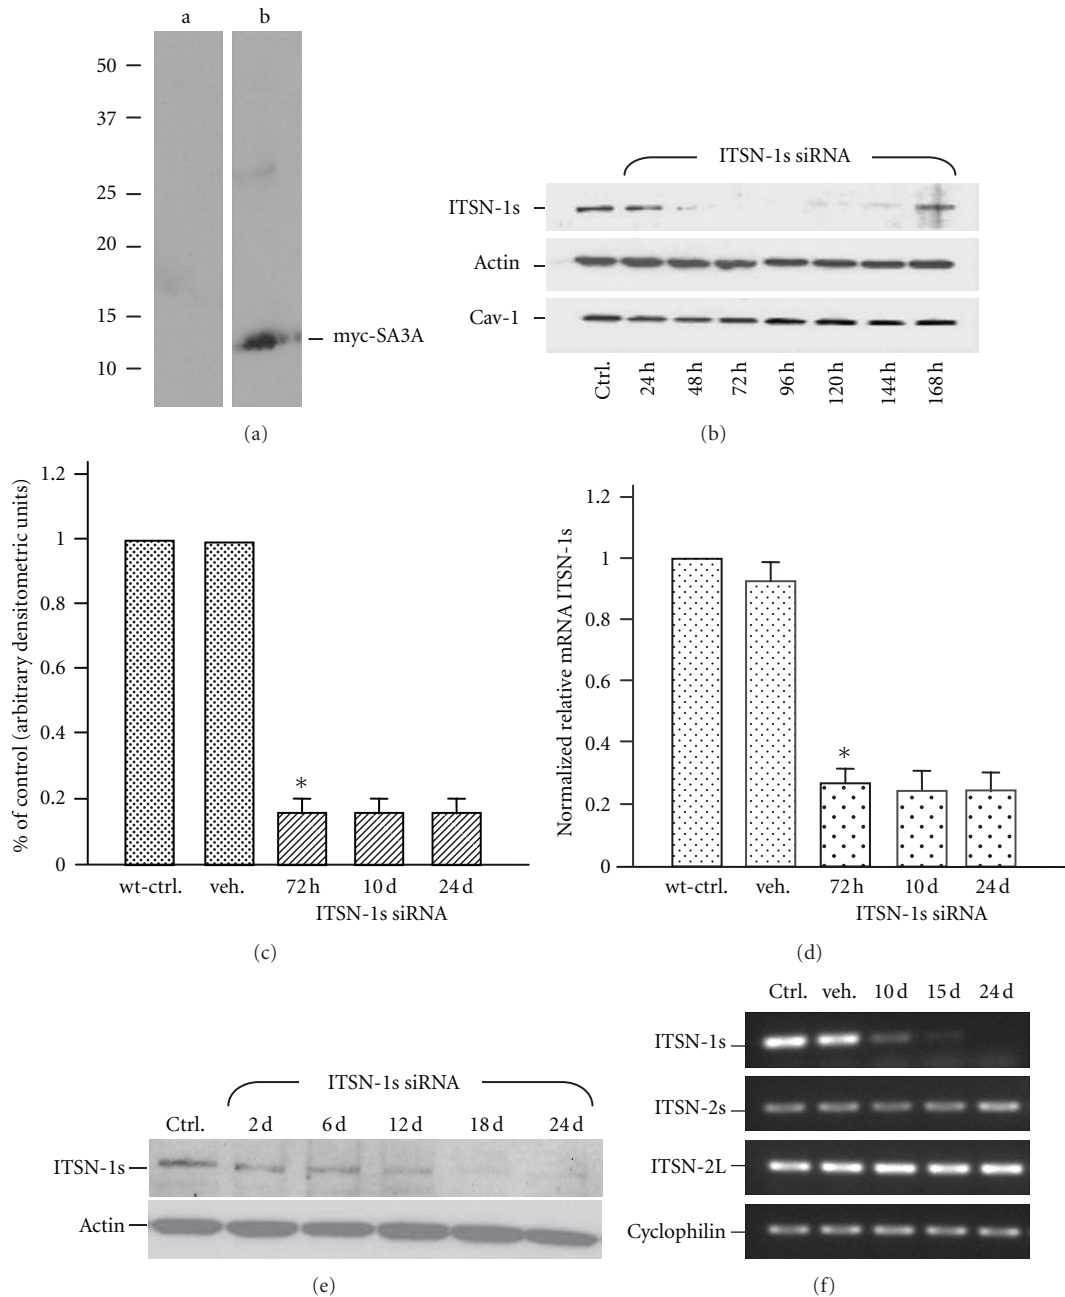 a b
50
37
25
20
15
10
myc-SA3A
(a)
ITSN-1s siRNA
ITSN-1s
Actin
Cav-1
Ctrl. 24 h 48 h 72 h 96 h 120 h 144 h 168 h
(b)
% of control (arbitrary densitometric units)
1.2
1
0.8
0.6
0.4
0.2
0
*
wt-ctrl. veh. 72 h 10 d 24 d
ITSN-1s siRNA
(c)
Normalized relative mRNA ITSN-1s
1.2
1
0.8
0.6
0.4
0.2
0
*
wt-ctrl. veh. 72 h 10 d 24 d
ITSN-1s siRNA
(d)
ITSN-1s siRNA
Ctrl. 2 d 6 d 12 d 18 d 24 d
ITSN-1s
Actin
(e)
Ctrl. veh. 10 d 15 d 24 d
ITSN-1s
ITSN-2s
ITSN-2L
Cyclophilin
(f)